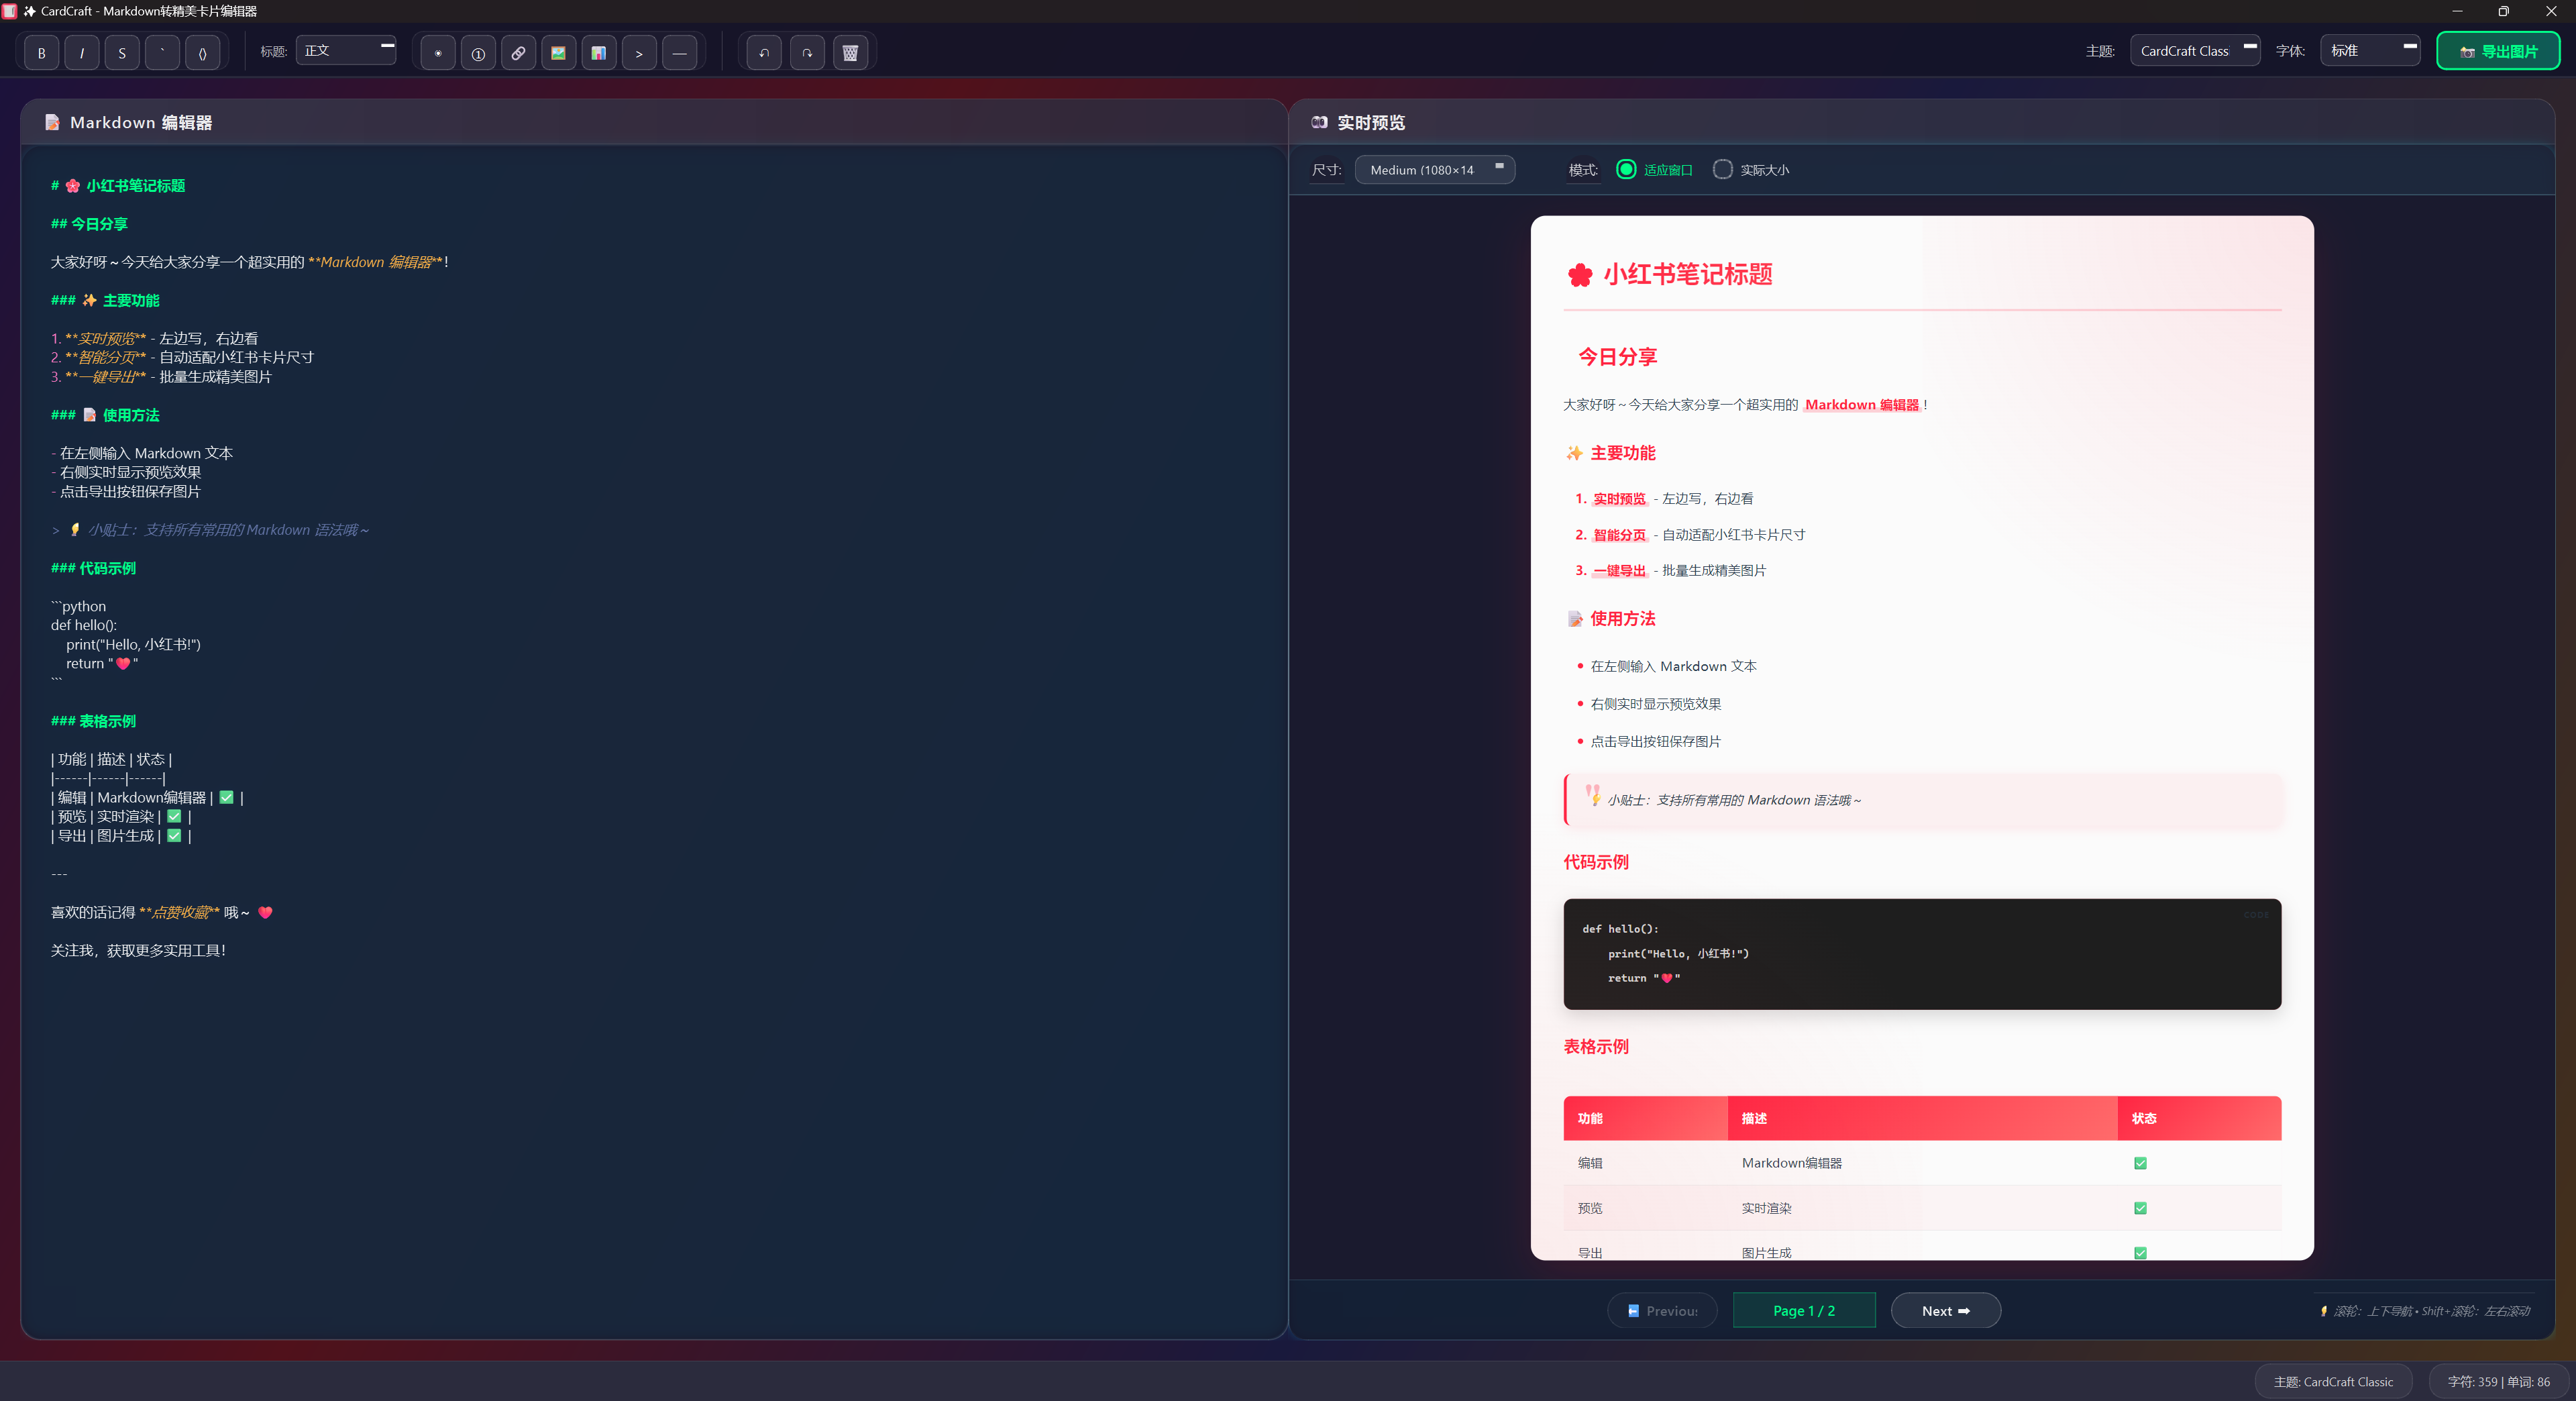 ✨ CardCraft - Markdown转精美卡片编辑器
B I S ` ⟨⟩ 标题: 正文 ① > — 主题: CardCraft Class 字体: 标准 📷 导出图片
📝 Markdown 编辑器
# 🌸 小红书笔记标题
## 今日分享
大家好呀～今天给大家分享一个超实用的 **Markdown 编辑器**！
### ✨ 主要功能
1. **实时预览** - 左边写，右边看
2. **智能分页** - 自动适配小红书卡片尺寸
3. **一键导出** - 批量生成精美图片
### 📝 使用方法
- 在左侧输入 Markdown 文本
- 右侧实时显示预览效果
- 点击导出按钮保存图片
> 💡 小贴士：支持所有常用的 Markdown 语法哦～
### 代码示例
```python
def hello():
    print("Hello, 小红书!")
    return "❤️"
```
### 表格示例
| 功能 | 描述 | 状态 |
|------|------|------|
| 编辑 | Markdown编辑器 | ✅ |
| 预览 | 实时渲染 | ✅ |
| 导出 | 图片生成 | ✅ |
---
喜欢的话记得 **点赞收藏** 哦～ ❤️
关注我，获取更多实用工具！
👀 实时预览
尺寸: Medium (1080×14 模式: 适应窗口 实际大小
🌸 小红书笔记标题
今日分享
大家好呀～今天给大家分享一个超实用的 Markdown 编辑器！
✨ 主要功能
1. 实时预览 - 左边写，右边看
2. 智能分页 - 自动适配小红书卡片尺寸
3. 一键导出 - 批量生成精美图片
📝 使用方法
• 在左侧输入 Markdown 文本
• 右侧实时显示预览效果
• 点击导出按钮保存图片
💡 小贴士：支持所有常用的 Markdown 语法哦～
代码示例
CODE
def hello():
    print("Hello, 小红书!")
    return "❤️"
表格示例
功能 描述 状态
编辑 Markdown编辑器 ✅
预览 实时渲染 ✅
导出 图片生成 ✅
⬅ Previous Page 1 / 2 Next ➡
💡 滚轮：上下导航 • Shift+滚轮：左右滚动
主题: CardCraft Classic 字符: 359 | 单词: 86